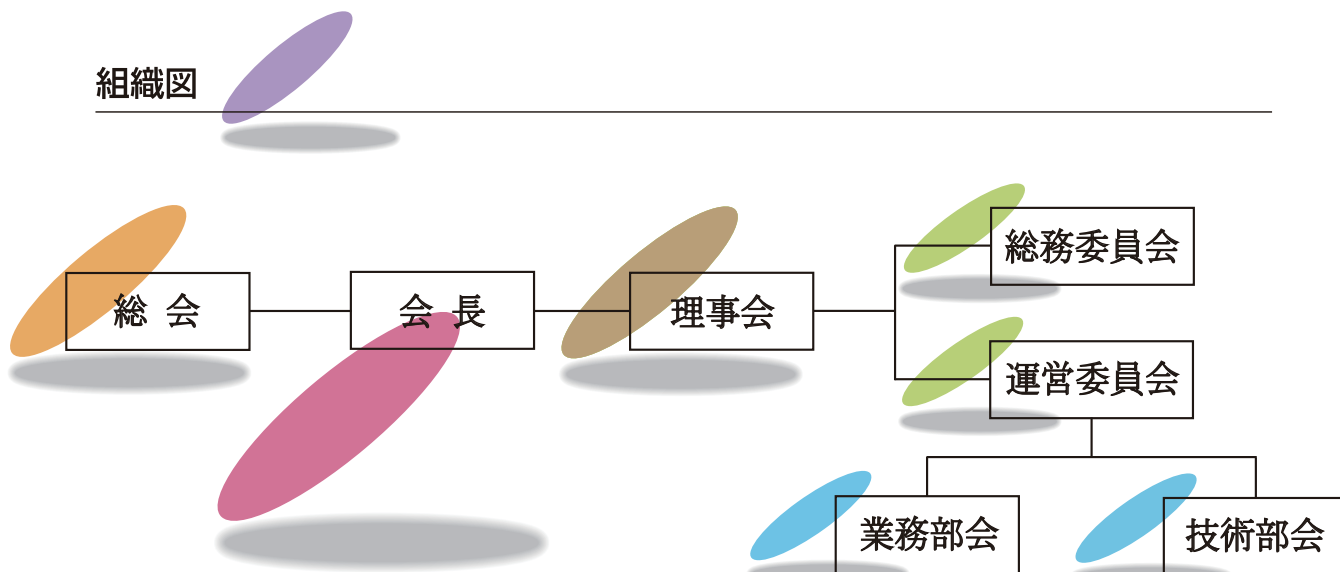 組織図
総会
会長
理事会
総務委員会
運営委員会
業務部会
技術部会